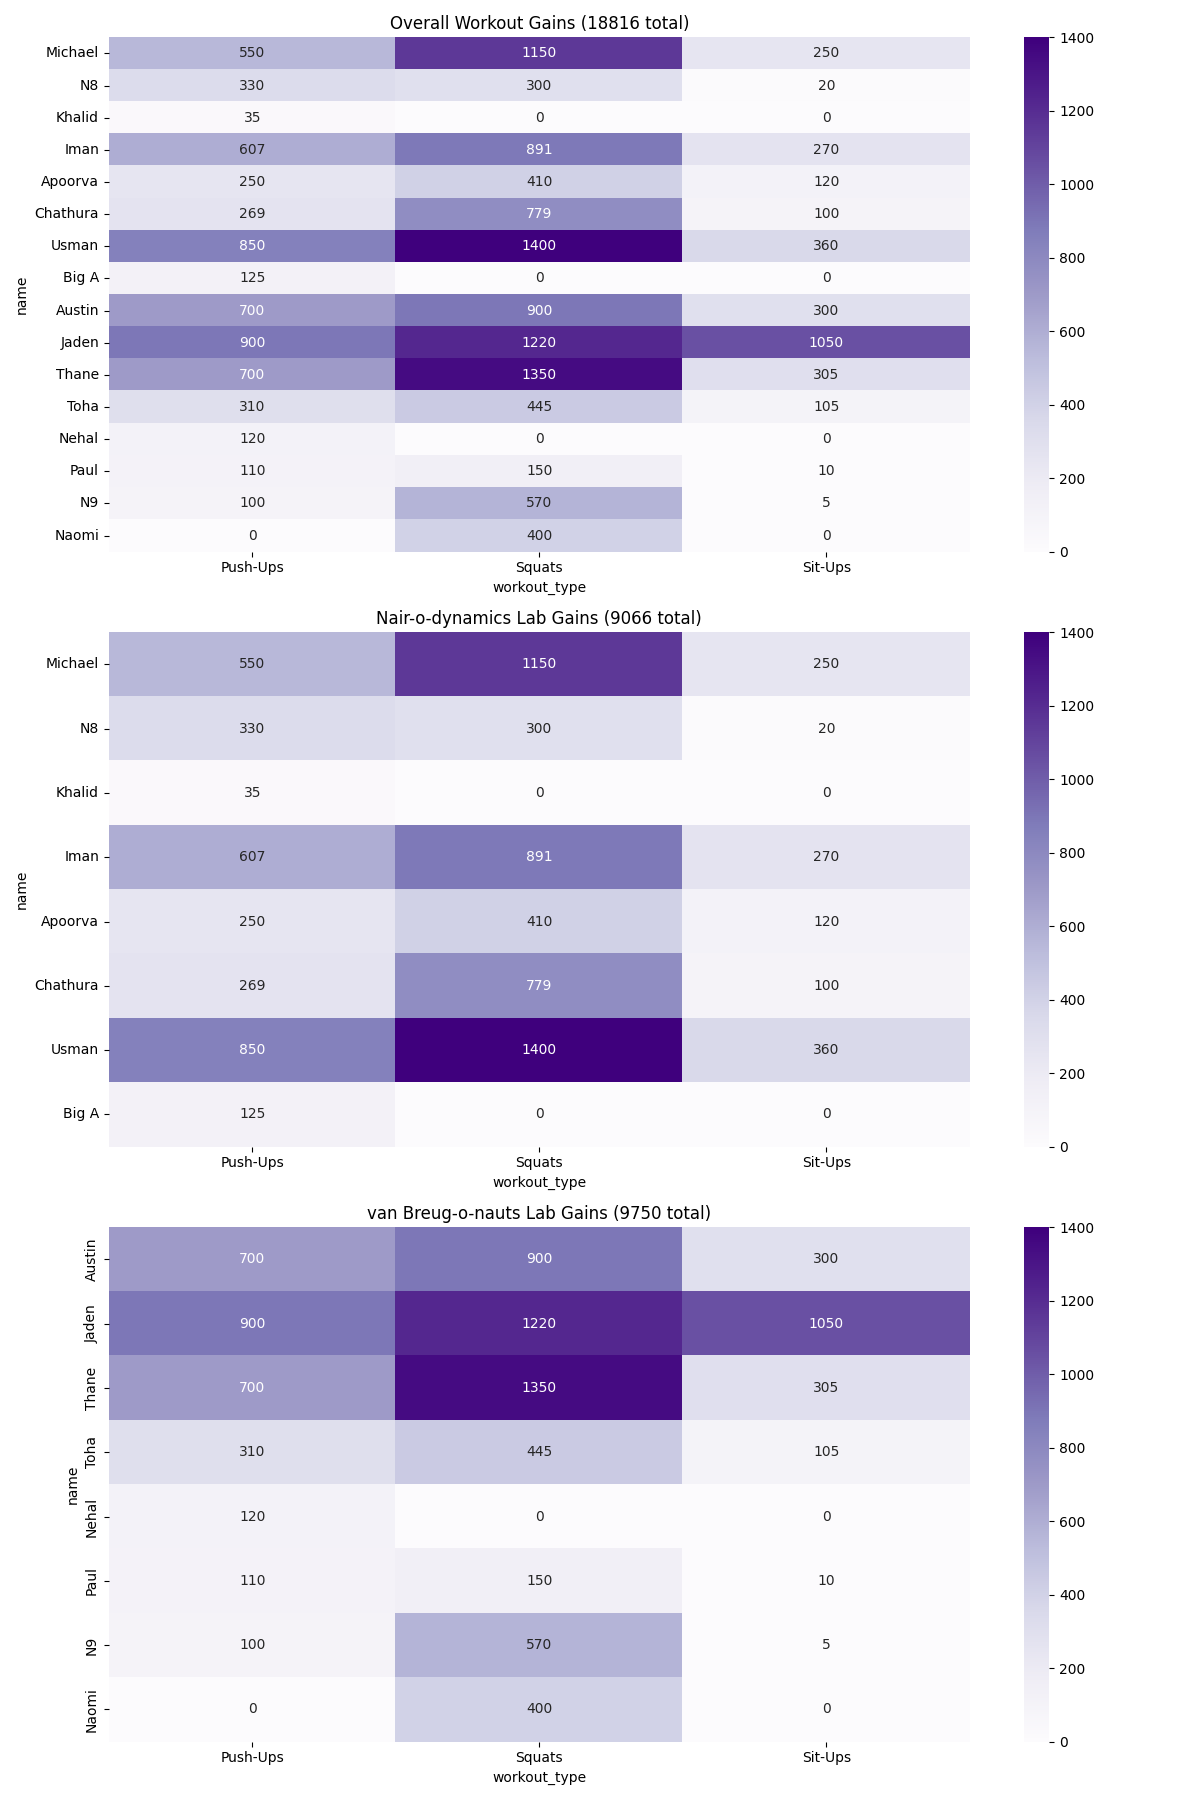 Overall Workout Gains (18816 total)
name
Michael 550 1150 250
N8 330 300 20
Khalid 35 0 0
Iman 607 891 270
Apoorva 250 410 120
Chathura 269 779 100
Usman 850 1400 360
Big A 125 0 0
Austin 700 900 300
Jaden 900 1220 1050
Thane 700 1350 305
Toha 310 445 105
Nehal 120 0 0
Paul 110 150 10
N9 100 570 5
Naomi 0 400 0
Push-Ups Squats Sit-Ups
workout_type
1400
1200
1000
800
600
400
200
0
Nair-o-dynamics Lab Gains (9066 total)
name
Michael 550 1150 250
N8 330 300 20
Khalid 35 0 0
Iman 607 891 270
Apoorva 250 410 120
Chathura 269 779 100
Usman 850 1400 360
Big A 125 0 0
Push-Ups Squats Sit-Ups
workout_type
1400
1200
1000
800
600
400
200
0
van Breug-o-nauts Lab Gains (9750 total)
name
Austin 700 900 300
Jaden 900 1220 1050
Thane 700 1350 305
Toha 310 445 105
Nehal 120 0 0
Paul 110 150 10
N9 100 570 5
Naomi 0 400 0
Push-Ups Squats Sit-Ups
workout_type
1400
1200
1000
800
600
400
200
0